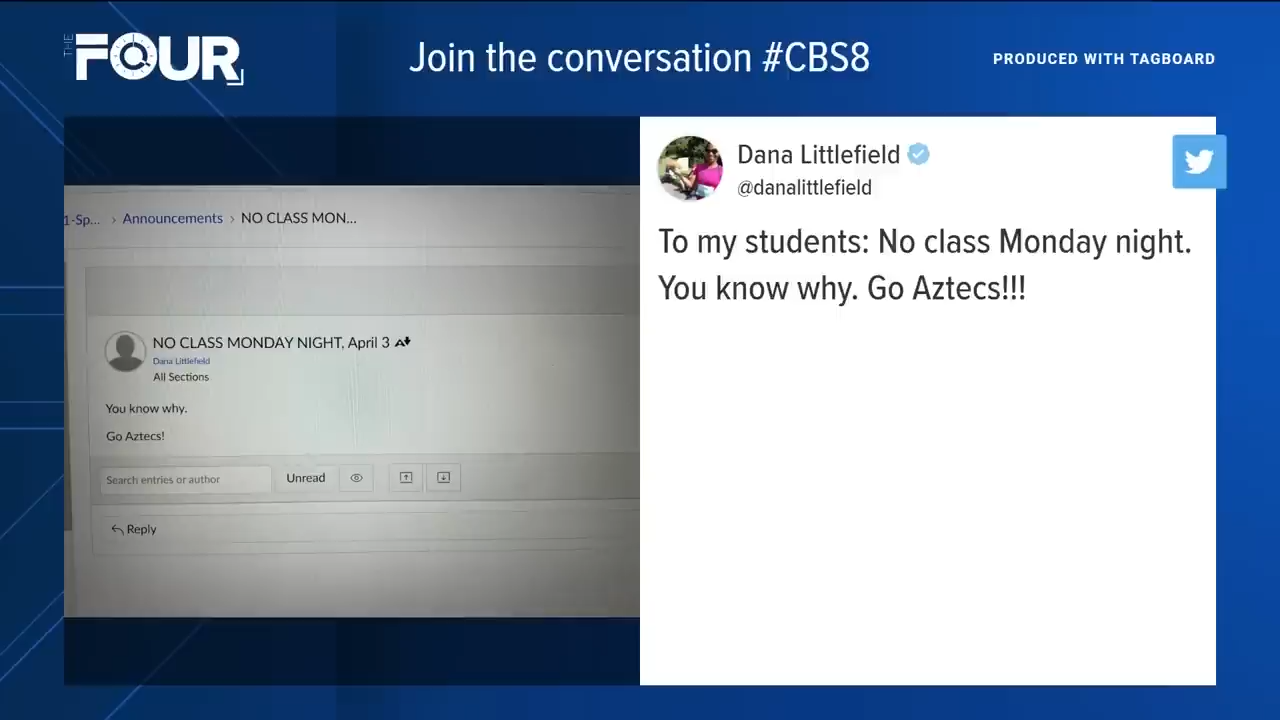 THE
FOUR
Join the conversation #CBS8
PRODUCED WITH TAGBOARD
1-Sp... › Announcements › NO CLASS MON...
NO CLASS MONDAY NIGHT, April 3
Dana Littlefield
All Sections
You know why.
Go Aztecs!
Search entries or author
Unread
Reply
Dana Littlefield
@danalittlefield
To my students: No class Monday night.
You know why. Go Aztecs!!!